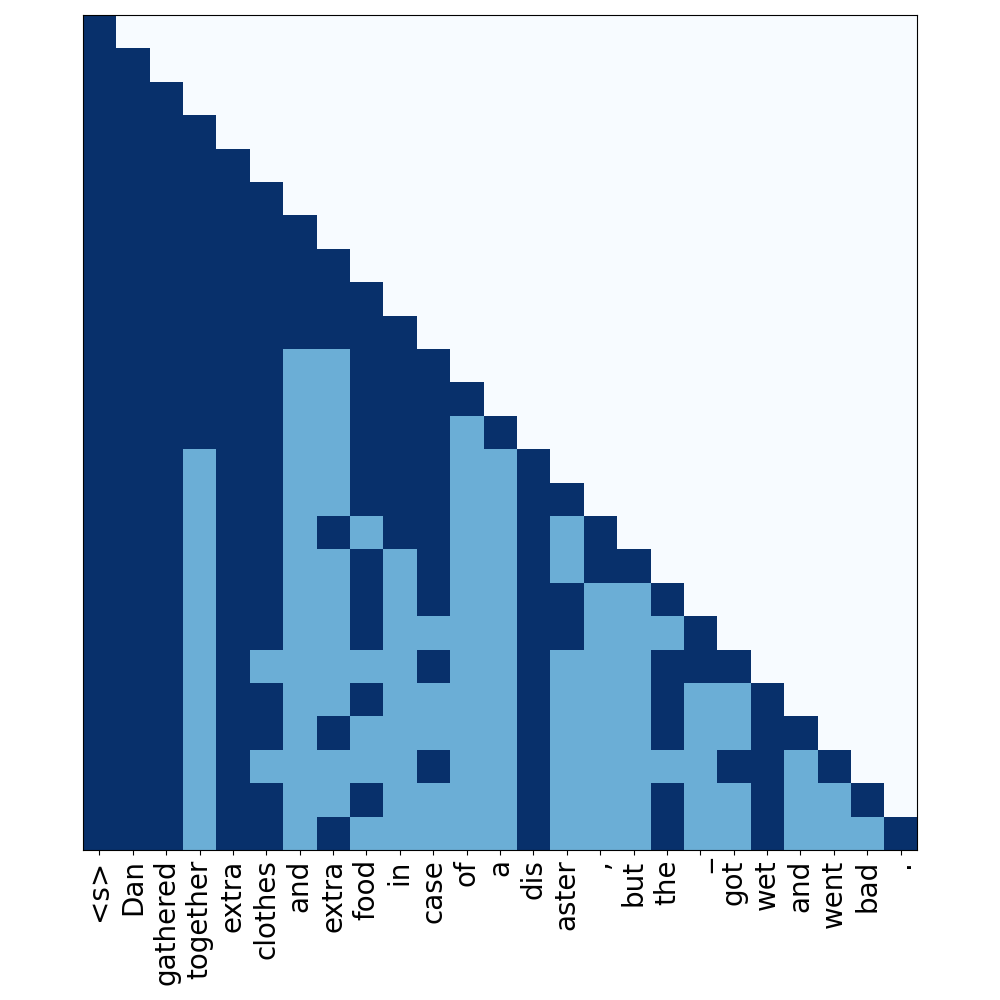 <s> Dan gathered together extra clothes and extra food in case of a dis aster , but the _ got wet and went bad .